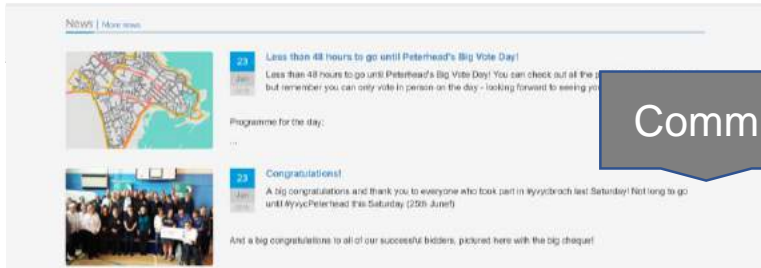 News | More news
23
Less than 48 hours to go until Peterhead's Big Vote Day!
Jun
Less than 48 hours to go until Peterhead's Big Vote Day! You can check out all the p
but remember you can only vote in person on the day - looking forward to seeing yo
Programme for the day:
...
Comm
23
Congratulations!
Jun
A big congratulations and thank you to everyone who took part in #yvycbroch last Saturday! Not long to go
until #yvycPeterhead this Saturday (25th June!)
And a big congratulations to all of our successful bidders, pictured here with the big cheque!